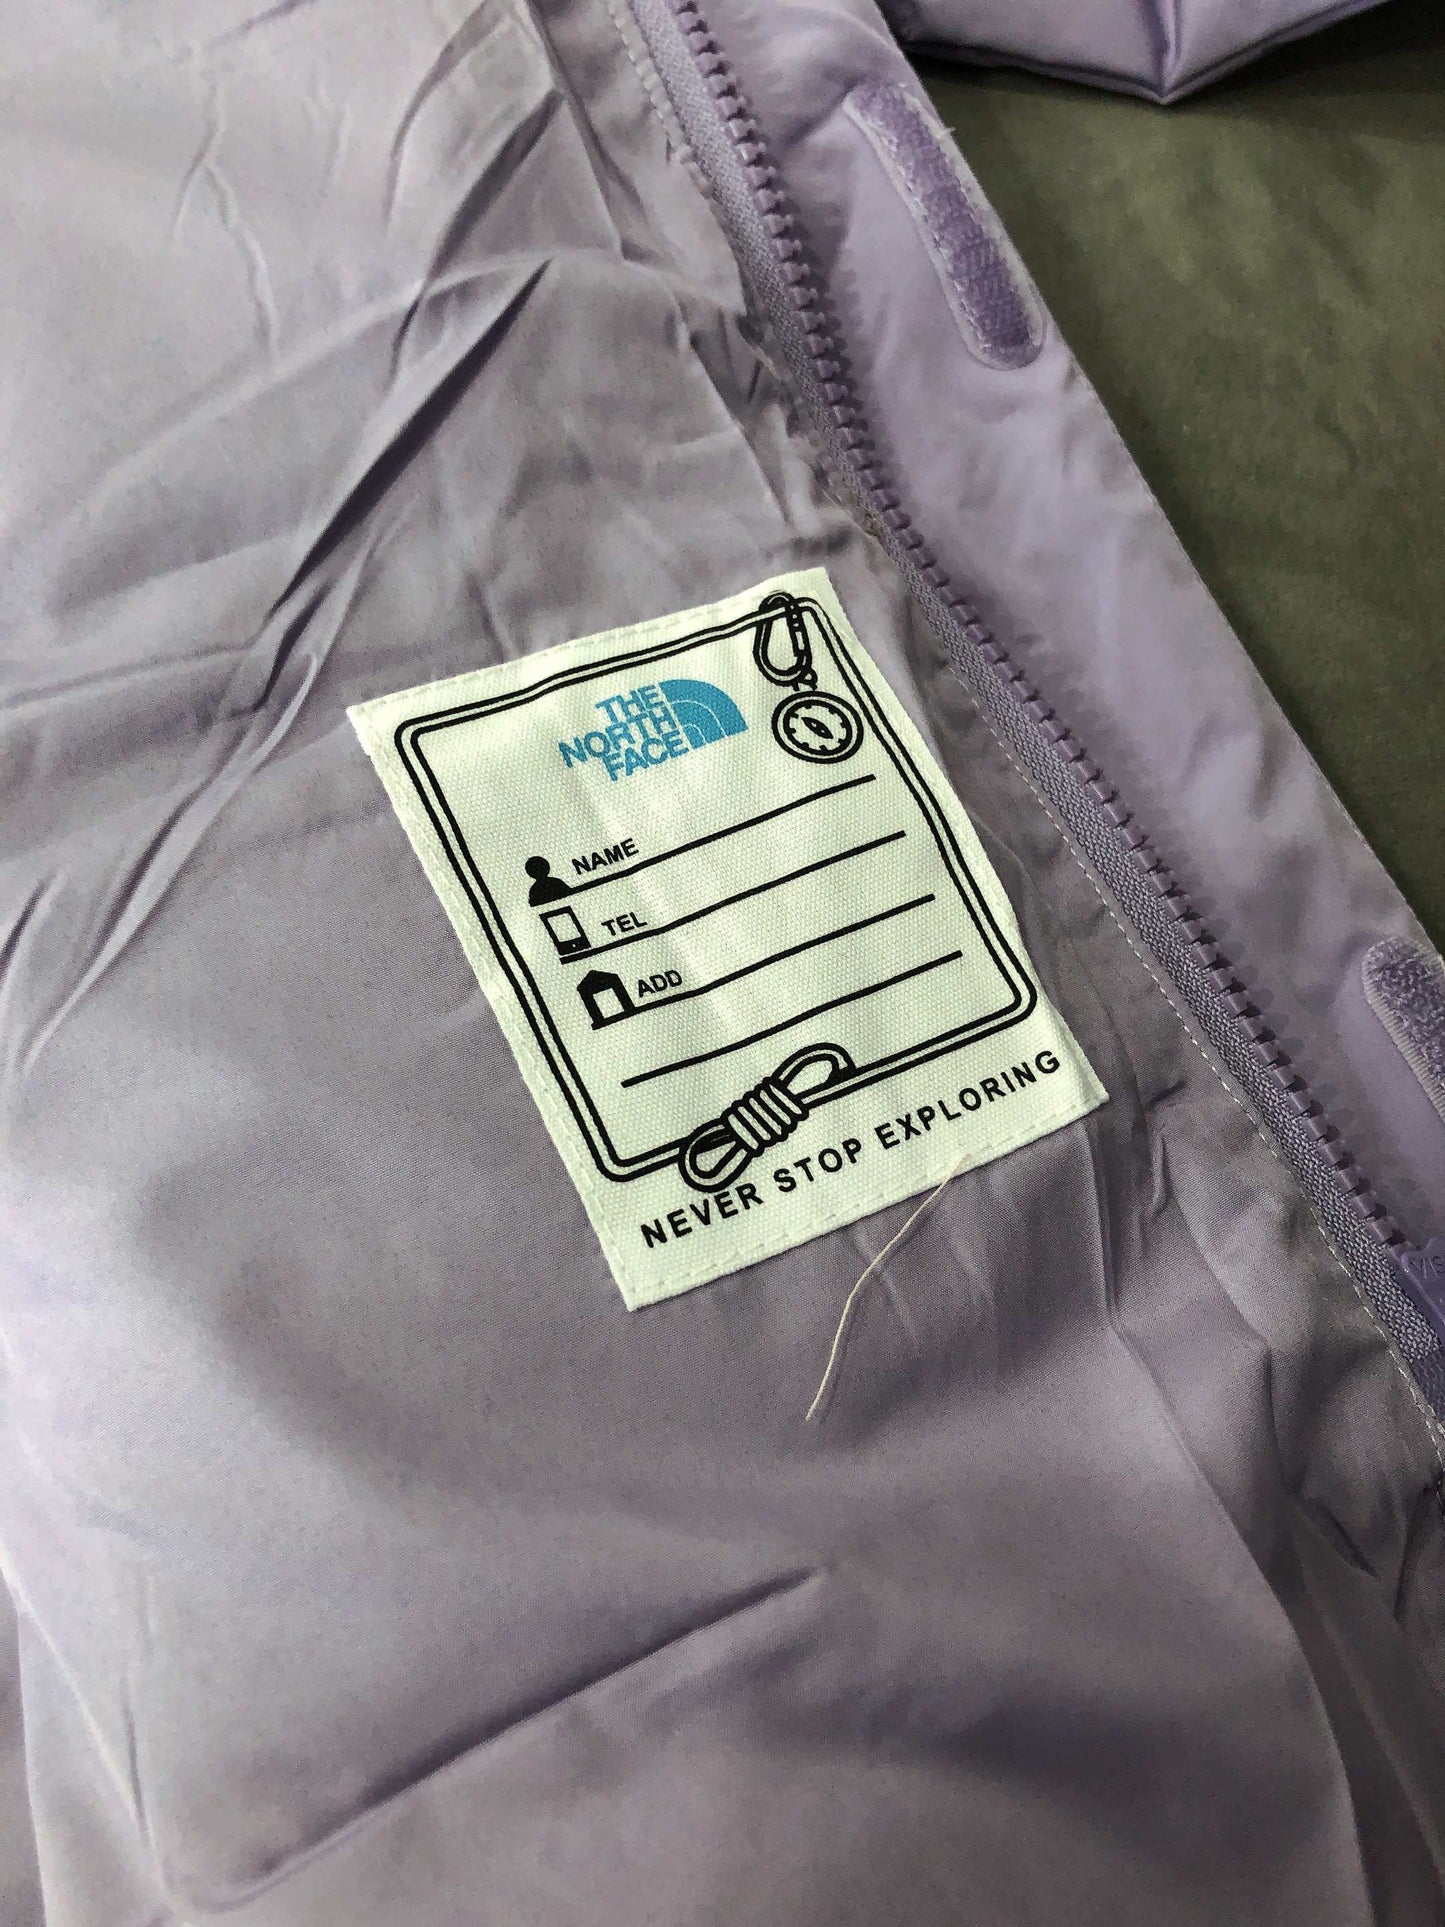 THE
NORTH
FACE
NAME
TEL
ADD
NEVER STOP EXPLORING